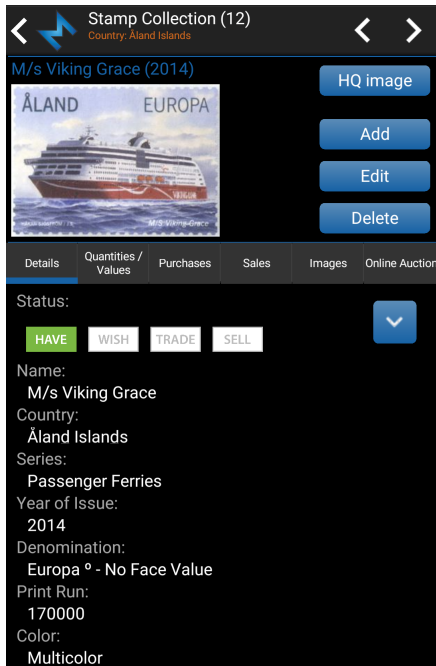 Stamp Collection (12)
Country: Åland Islands
M/s Viking Grace (2014)
HQ image
ÅLAND EUROPA
VIKING LINE
M/S Viking Grace
Add
Edit
Delete
Details
Quantities /
Values
Purchases
Sales
Images
Online Auction
Status:
HAVE
WISH
TRADE
SELL
Name:
M/s Viking Grace
Country:
Åland Islands
Series:
Passenger Ferries
Year of Issue:
2014
Denomination:
Europa º - No Face Value
Print Run:
170000
Color:
Multicolor